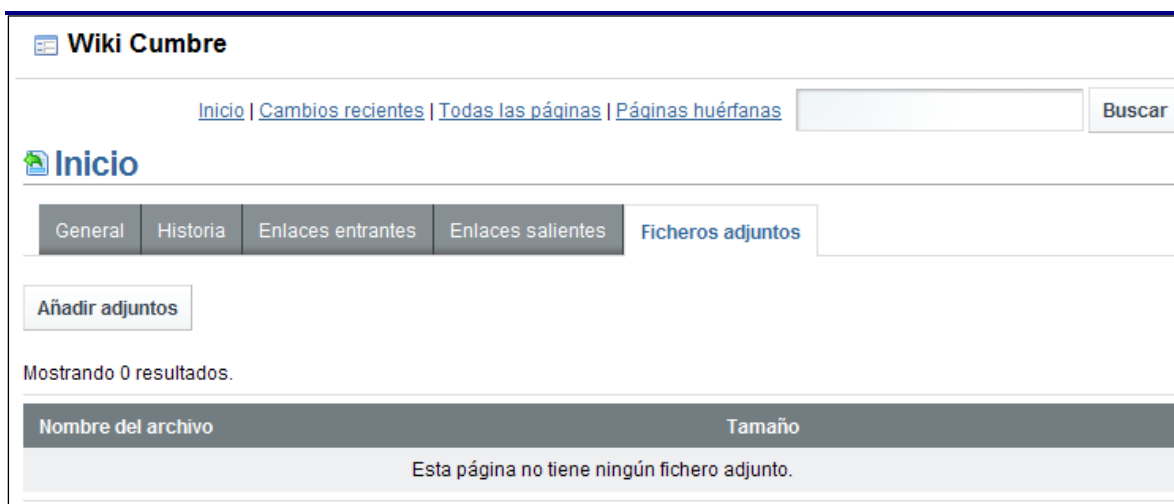 Wiki Cumbre
Inicio | Cambios recientes | Todas las páginas | Páginas huérfanas Buscar
Inicio
General Historia Enlaces entrantes Enlaces salientes Ficheros adjuntos
Añadir adjuntos
Mostrando 0 resultados.
Nombre del archivo Tamaño
Esta página no tiene ningún fichero adjunto.